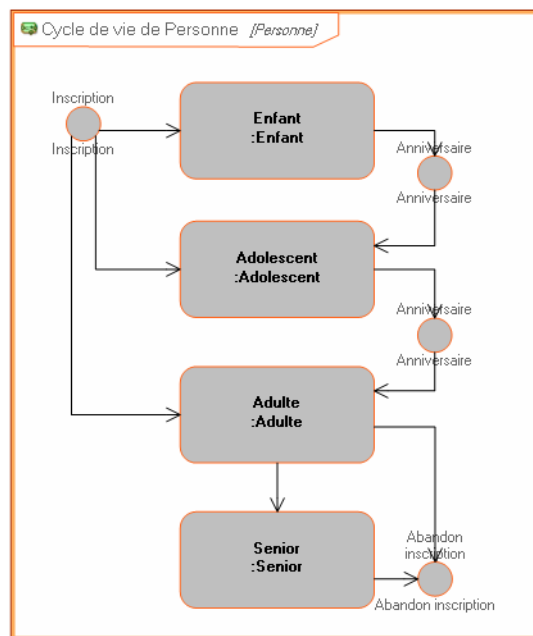 Cycle de vie de Personne [Personne]
Inscription
Inscription
Enfant
:Enfant
Anniversaire
Anniversaire
Adolescent
:Adolescent
Anniversaire
Anniversaire
Adulte
:Adulte
Senior
:Senior
Abandon
inscription
Abandon inscription